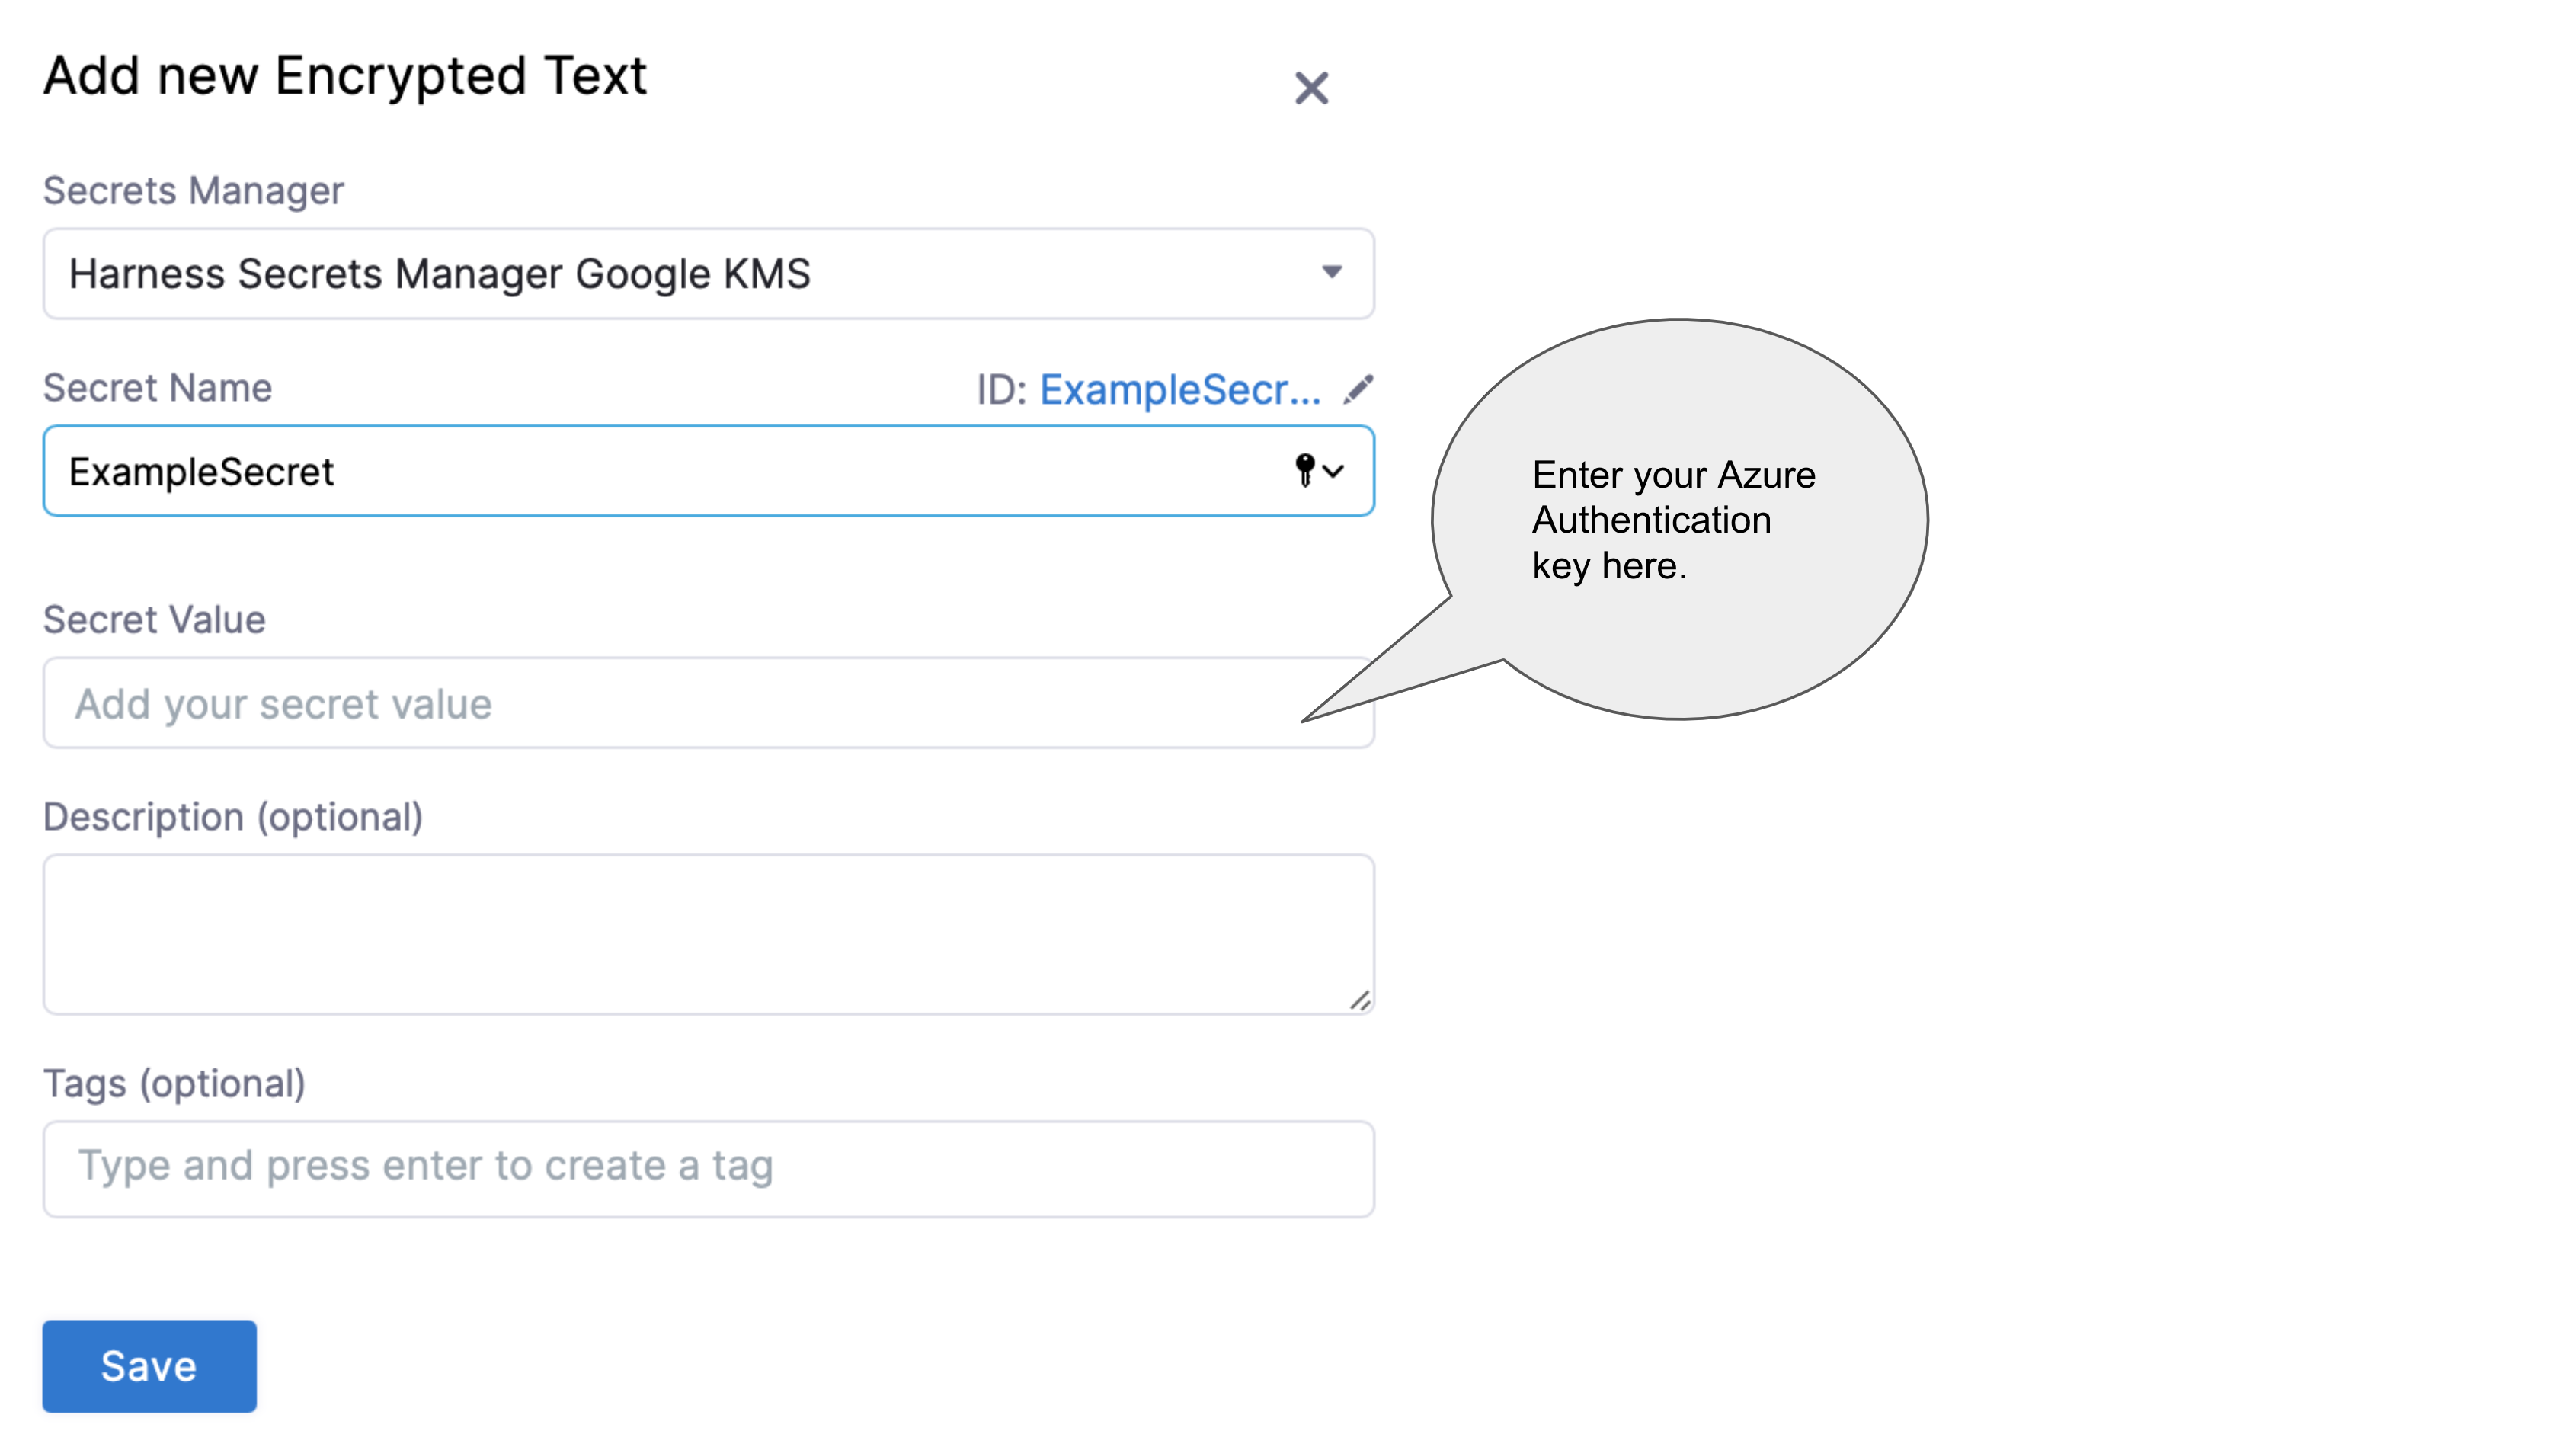 Add new Encrypted Text
Secrets Manager
Harness Secrets Manager Google KMS
Secret Name
ID: ExampleSecr...
ExampleSecret
Enter your Azure
Authentication
key here.
Secret Value
Add your secret value
Description (optional)
Tags (optional)
Type and press enter to create a tag
Save